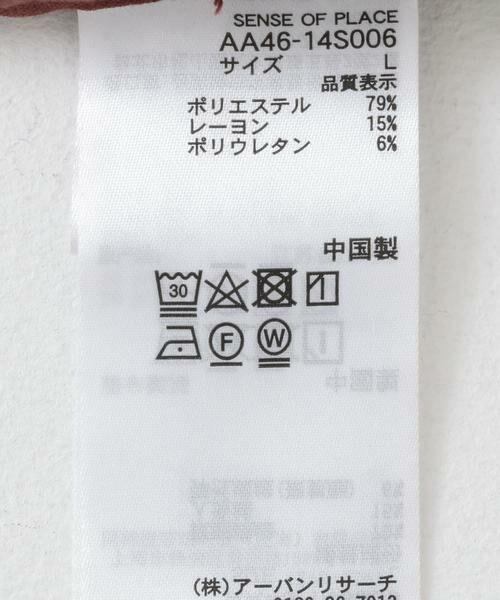 SENSE OF PLACE
AA46-14S006
サイズ L
品質表示
ポリエステル 79%
レーヨン 15%
ポリウレタン 6%
中国製
30
F W
(株)アーバンリサーチ